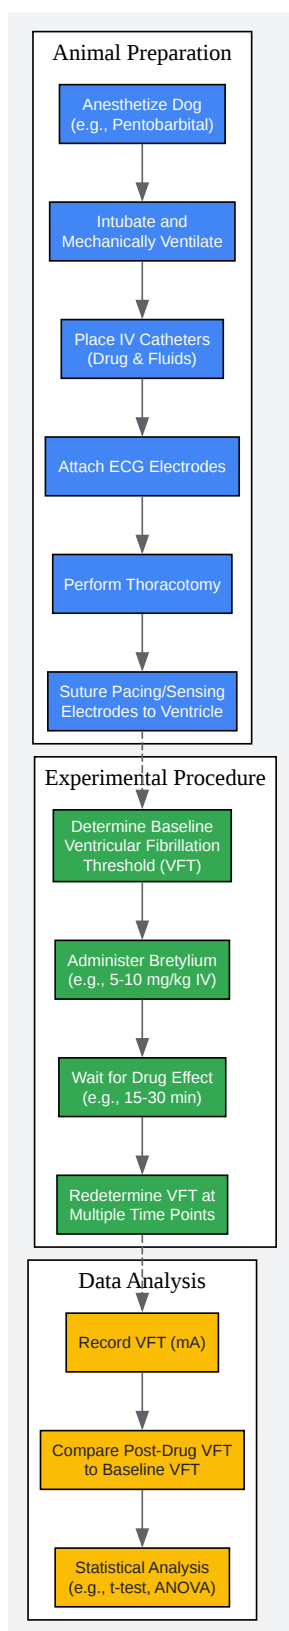 Animal Preparation
Anesthetize Dog
(e.g., Pentobarbital)
Intubate and
Mechanically Ventilate
Place IV Catheters
(Drug & Fluids)
Attach ECG Electrodes
Perform Thoracotomy
Suture Pacing/Sensing
Electrodes to Ventricle
Experimental Procedure
Determine Baseline
Ventricular Fibrillation
Threshold (VFT)
Administer Bretylium
(e.g., 5-10 mg/kg IV)
Wait for Drug Effect
(e.g., 15-30 min)
Redetermine VFT at
Multiple Time Points
Data Analysis
Record VFT (mA)
Compare Post-Drug VFT
to Baseline VFT
Statistical Analysis
(e.g., t-test, ANOVA)